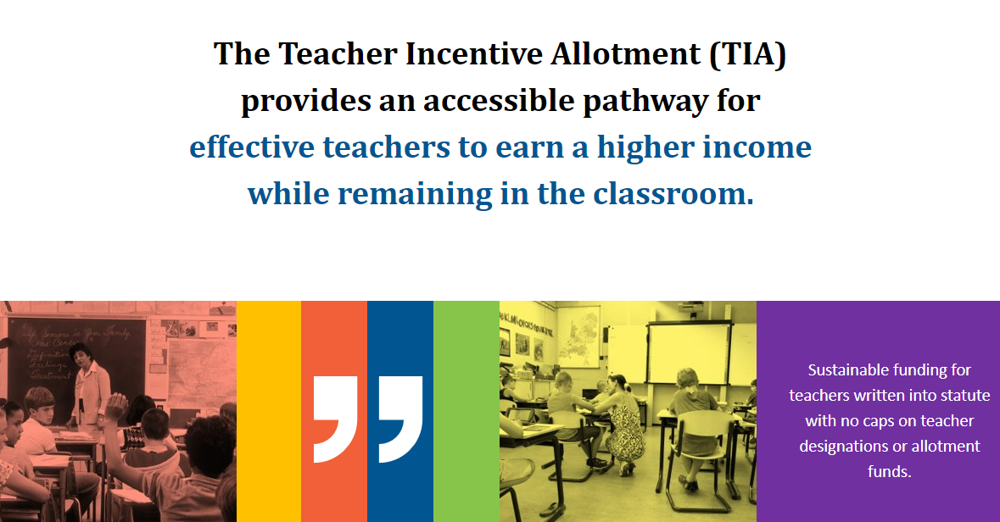 The Teacher Incentive Allotment (TIA)
provides an accessible pathway for
effective teachers to earn a higher income
while remaining in the classroom.
Sustainable funding for
teachers written into statute
with no caps on teacher
designations or allotment
funds.